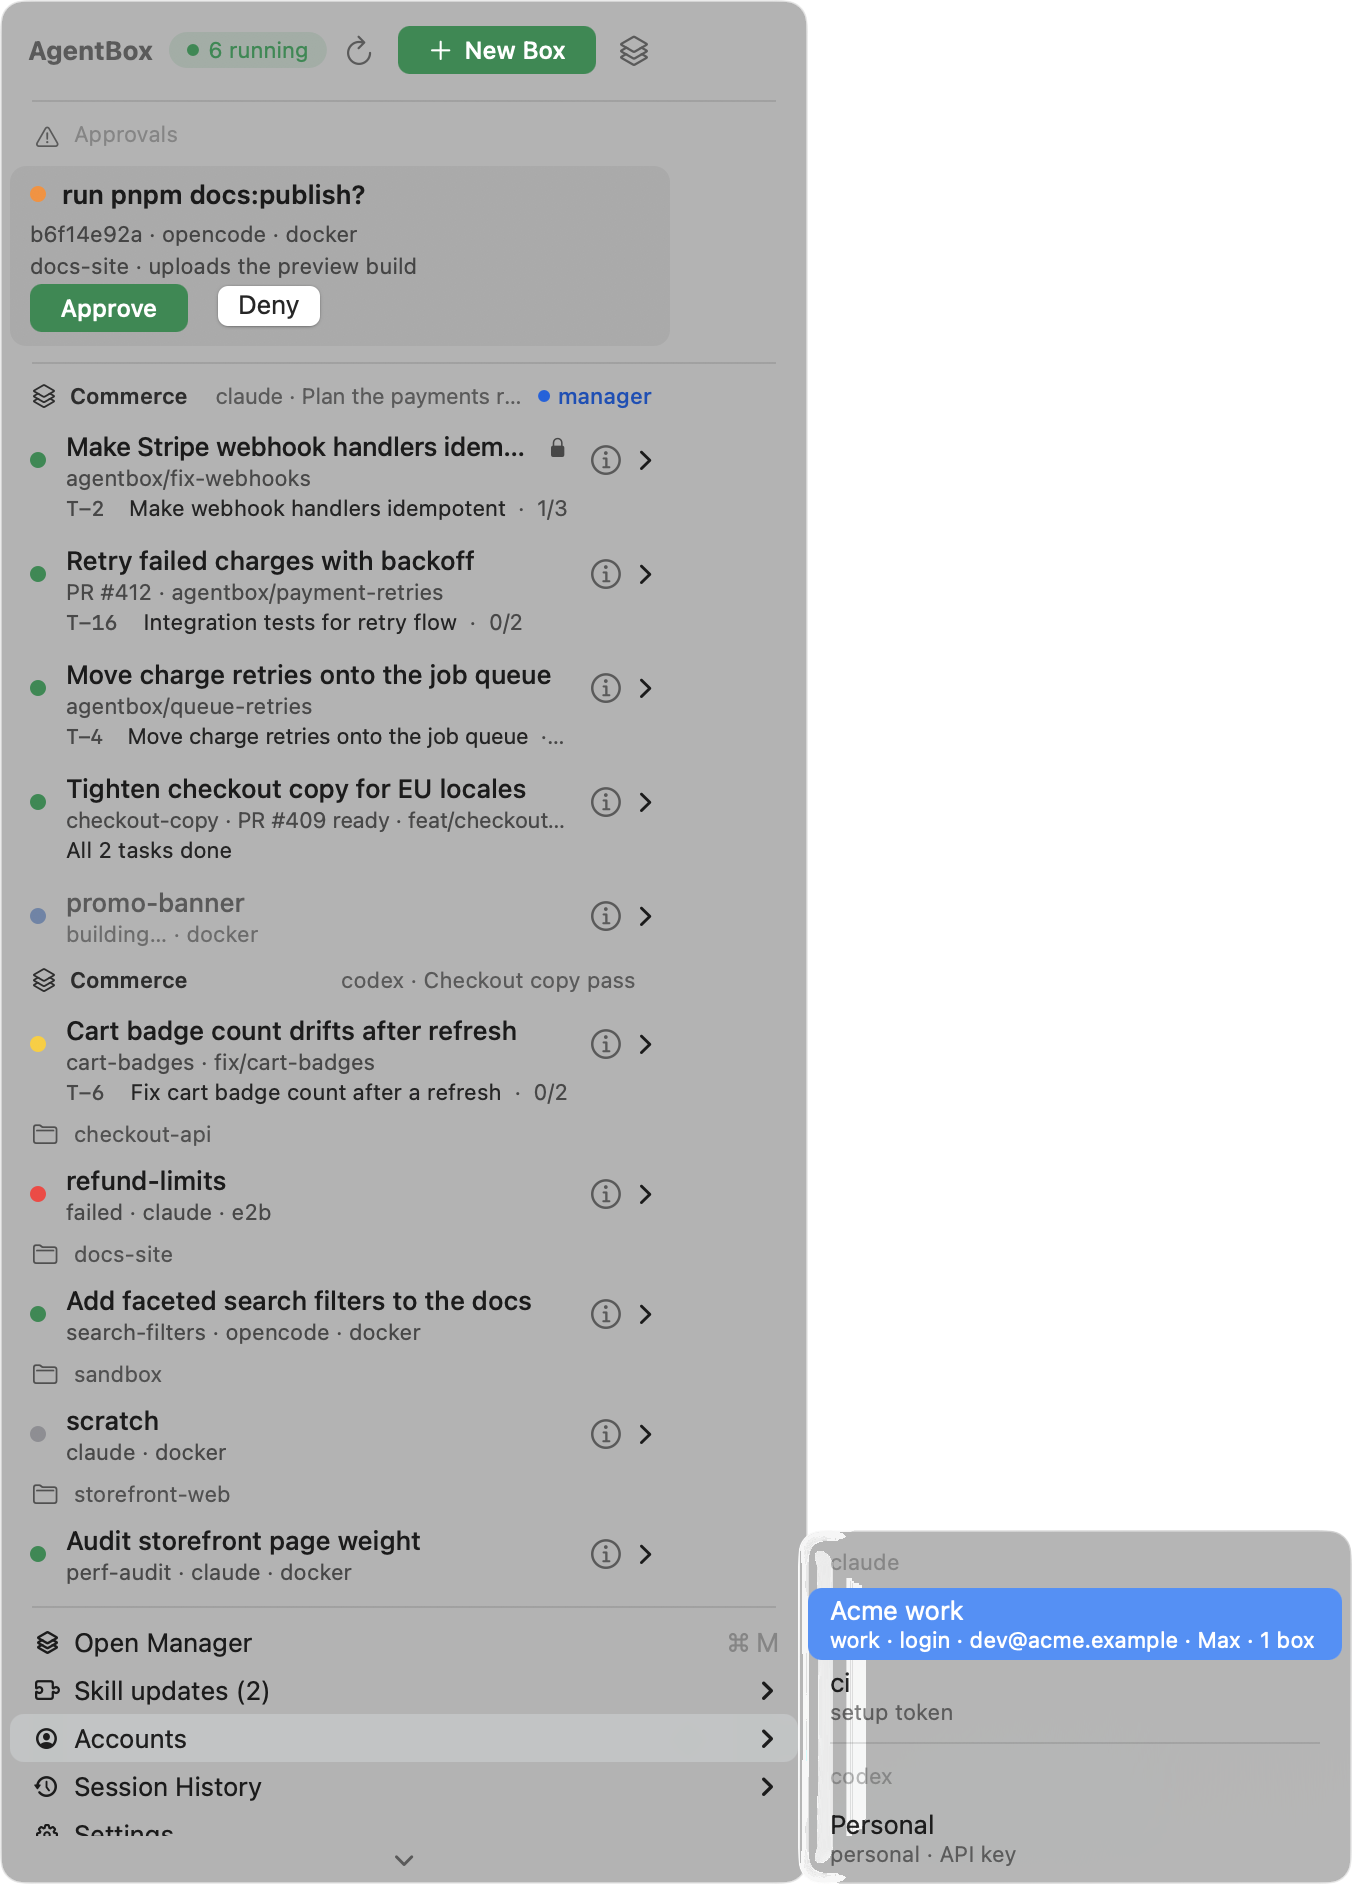 AgentBox 6 running + New Box
Approvals
run pnpm docs:publish?
b6f14e92a · opencode · docker
docs-site · uploads the preview build
Approve Deny
Commerce claude · Plan the payments r... manager
Make Stripe webhook handlers idem...
agentbox/fix-webhooks
T–2 Make webhook handlers idempotent · 1/3
Retry failed charges with backoff
PR #412 · agentbox/payment-retries
T–16 Integration tests for retry flow · 0/2
Move charge retries onto the job queue
agentbox/queue-retries
T–4 Move charge retries onto the job queue ·...
Tighten checkout copy for EU locales
checkout-copy · PR #409 ready · feat/checkout...
All 2 tasks done
promo-banner
building... · docker
Commerce codex · Checkout copy pass
Cart badge count drifts after refresh
cart-badges · fix/cart-badges
T–6 Fix cart badge count after a refresh · 0/2
checkout-api
refund-limits
failed · claude · e2b
docs-site
Add faceted search filters to the docs
search-filters · opencode · docker
sandbox
scratch
claude · docker
storefront-web
Audit storefront page weight
perf-audit · claude · docker
Open Manager ⌘ M
Skill updates (2)
Accounts
Session History
Settings
claude
Acme work
work · login · dev@acme.example · Max · 1 box
ci
setup token
codex
Personal
personal · API key